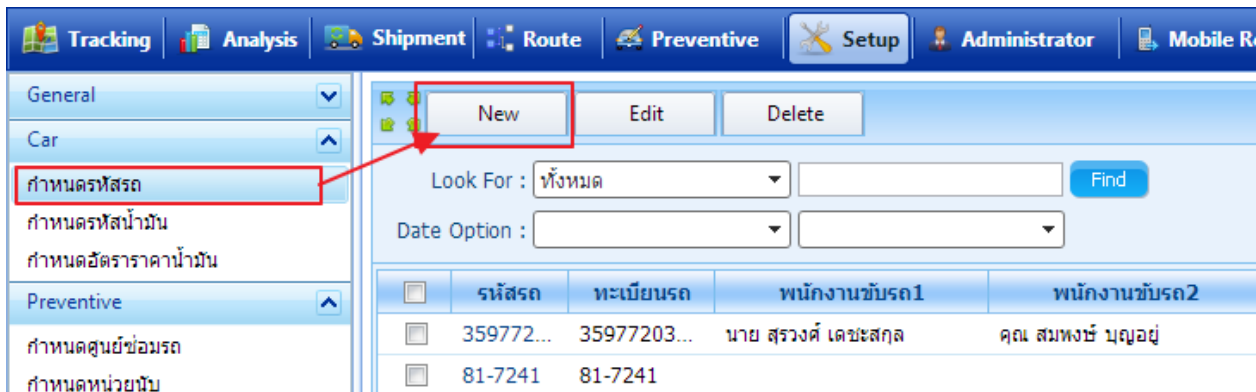 Tracking Analysis Shipment Route Preventive Setup Administrator Mobile R
General
Car
กำหนดรหัสรถ
กำหนดรหัสน้ำมัน
กำหนดอัตราราคาน้ำมัน
Preventive
กำหนดศูนย์ซ่อมรถ
กำหนดหน่วยนับ
New Edit Delete
Look For : ทั้งหมด Find
Date Option :
รหัสรถ ทะเบียนรถ พนักงานขับรถ1 พนักงานขับรถ2
359772... 35977203... นาย สุรวงศ์ เดชะสกุล คุณ สมพงษ์ บุญอยู่
81-7241 81-7241